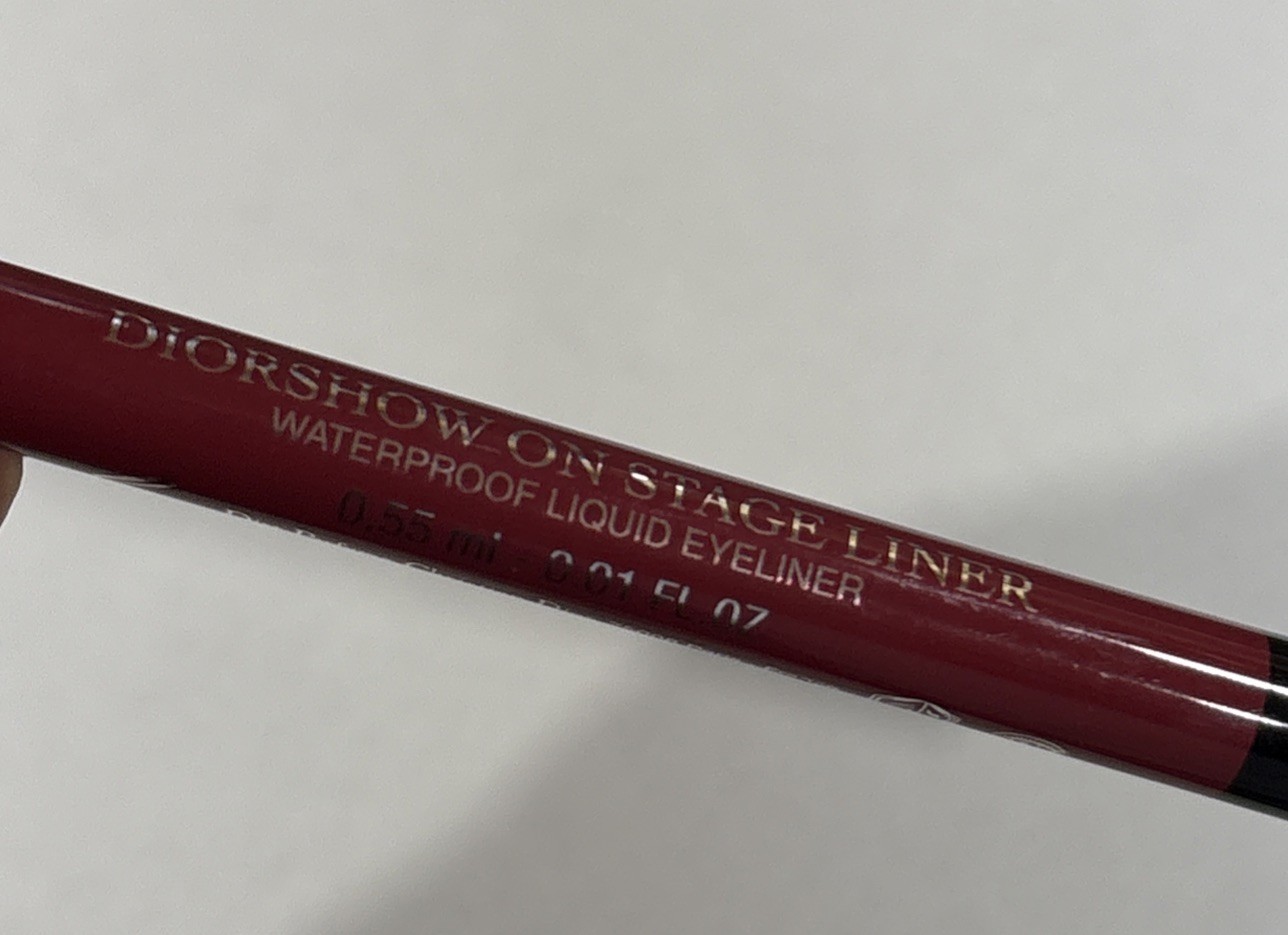 DIORSHOW ON STAGE LINER
WATERPROOF LIQUID EYELINER
0.55 ml - 0.01 FL.OZ